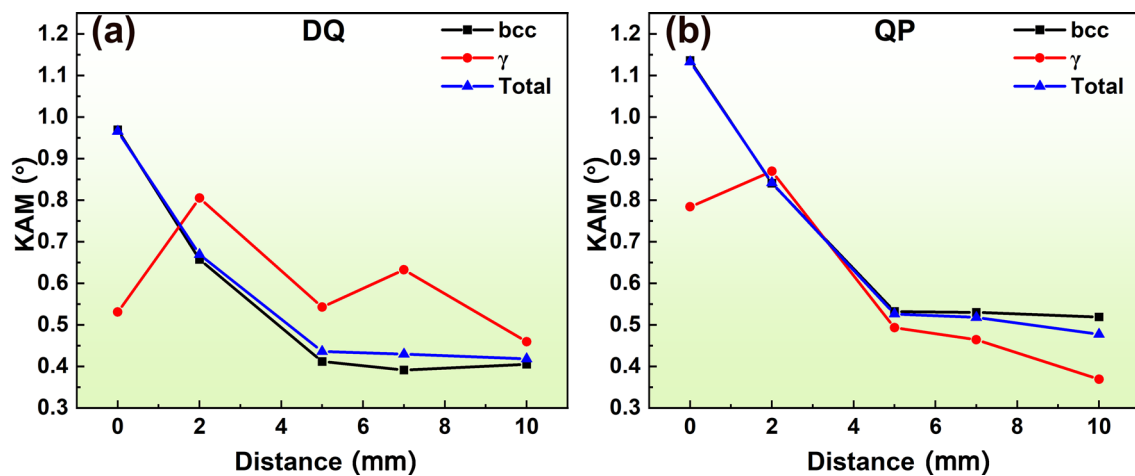 (a)
DQ
bcc
γ
Total
1.2
1.1
1.0
0.9
0.8
0.7
0.6
0.5
0.4
0.3
KAM (°)
0 2 4 6 8 10
Distance (mm)
(b)
QP
bcc
γ
Total
1.2
1.1
1.0
0.9
0.8
0.7
0.6
0.5
0.4
0.3
KAM (°)
0 2 4 6 8 10
Distance (mm)